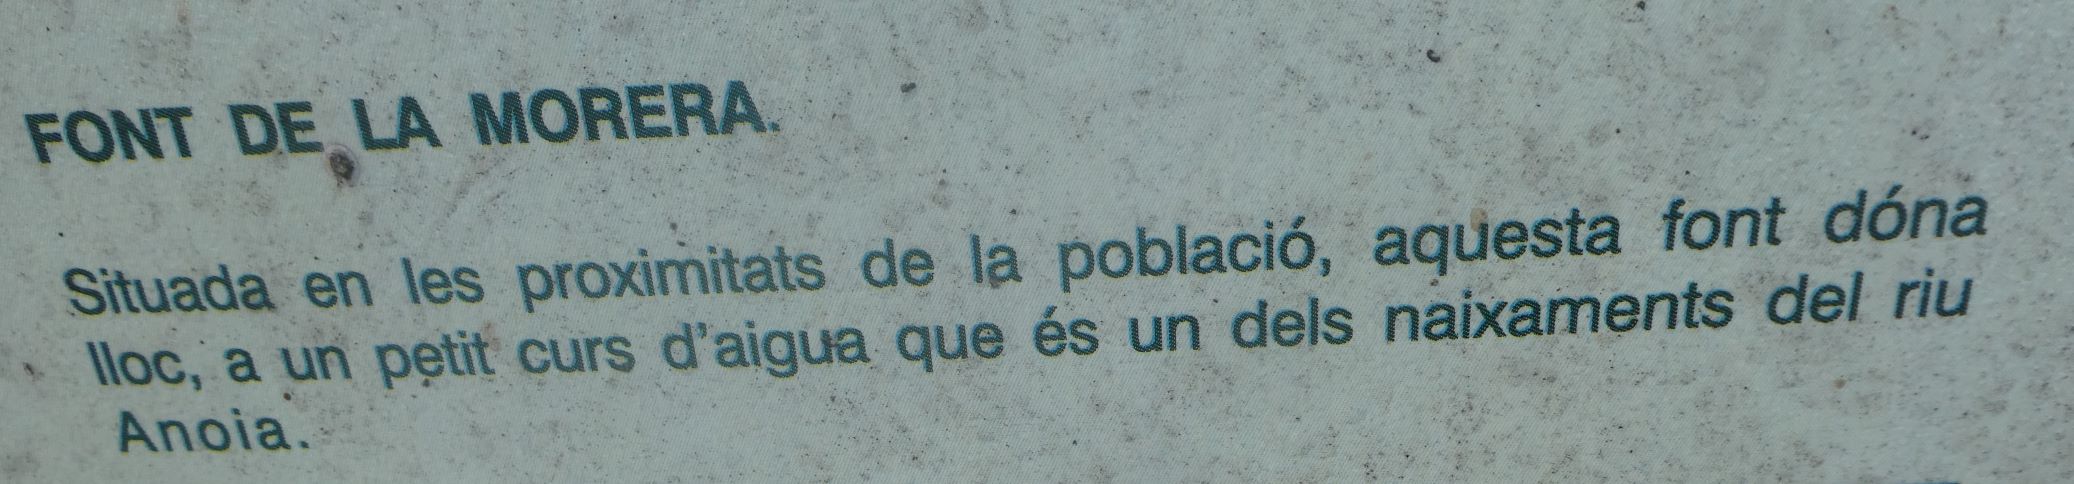 FONT DE LA MORERA.
Situada en les proximitats de la població, aquesta font dóna
lloc, a un petit curs d'aigua que és un dels naixaments del riu
Anoia.